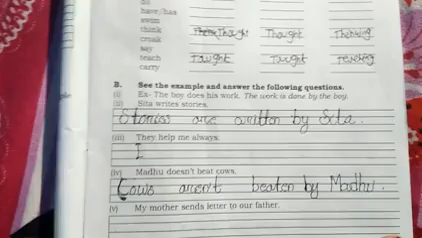 do
have/has
swim
think Thought Thought Thinking
croak
say
teach Taught Taught Teaching
carry
B. See the example and answer the following questions.
(i) Ex- The boy does his work. The work is done by the boy.
(ii) Sita writes stories.
Stories are written by Sita.
(iii) They help me always.
I
(iv) Madhu doesn't beat cows.
Cows aren't beaten by Madhu.
(v) My mother sends letter to our father.